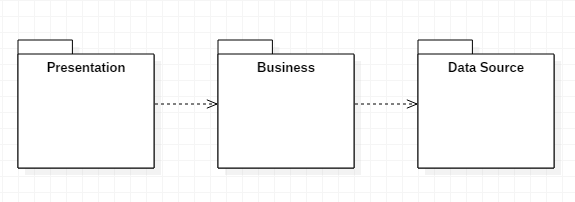 Presentation
Business
Data Source